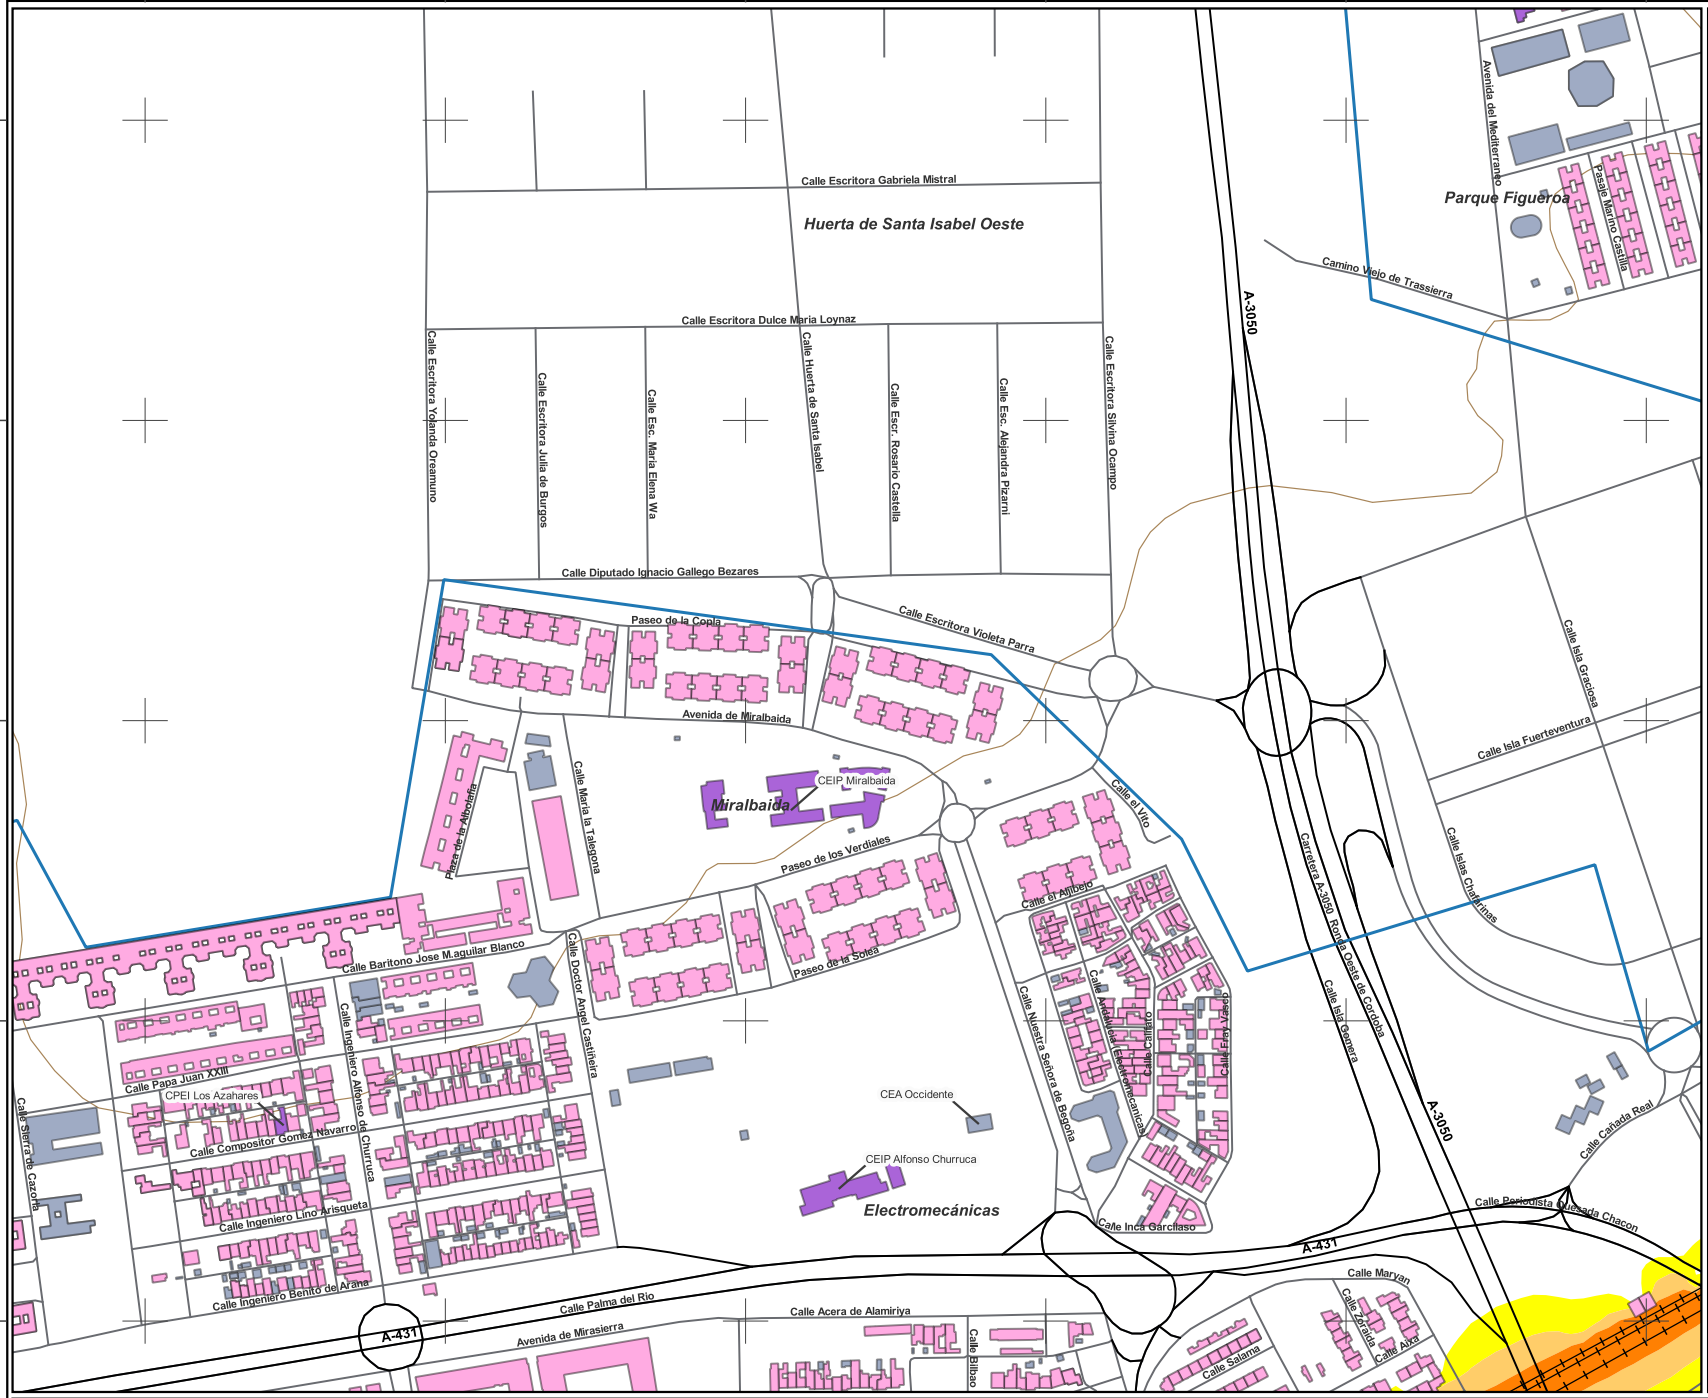 Avenida del Mediterraneo
Calle Escritora Gabriela Mistral
Huerta de Santa Isabel Oeste
Parque Figueroa
Pasaje Marino Castilla
Camino Viejo de Trassierra
A-3050
Calle Escritora Dulce Maria Loynaz
Calle Escritora Yolanda Oreamuno
Calle Escritora Julia de Burgos
Calle Esc. Maria Elena Wa
Calle Huerta de Santa Isabel
Calle Escr. Rosario Castella
Calle Esc. Alejandra Pizarni
Calle Escritora Silvina Ocampo
Calle Diputado Ignacio Gallego Bezares
Paseo de la Copla
Calle Escritora Violeta Parra
Calle Isla Graciosa
Avenida de Miralbaida
Calle Isla Fuerteventura
Calle Maria la Talegona
CEIP Miralbaida
Miralbaida
Plaza de la Albolafia
Calle el Vito
Paseo de los Verdiales
Calle Islas Chafarinas
Calle el Aljibejo
Carretera A-3050 Ronda Oeste de Cordoba
Calle Baritono Jose M.aguilar Blanco
Paseo de la Solea
Calle Doctor Angel Castiñeira
Calle Ingeniero Alfonso de Churruca
Calle Nuestra Señora de Begoña
Calle Andalucia (Electromecanicas)
Calle Callato
Calle Fray Vasco
Calle Isla Gomera
Calle Papa Juan XXIII
CPEI Los Azahares
Calle Sierra de Cazorla
Calle Compositor Gomez Navarro
CEA Occidente
A-3050
Calle Cañada Real
CEIP Alfonso Churruca
Electromecánicas
Calle Ingeniero Lino Arisqueta
Calle Inca Garcilaso
Calle Periodista Quesada Chacon
A-431
Calle Ingeniero Benito de Arana
Calle Palma del Rio
Calle Acera de Alamiriya
Calle Maryan
Calle Zoraida
Calle Aixa
A-431
Avenida de Mirasierra
Calle Bilbao
Calle Salama